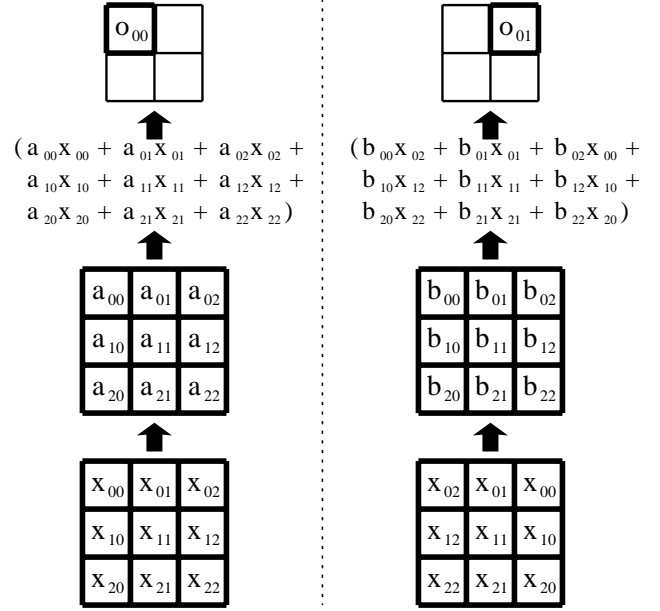 o₀₀
(a₀₀x₀₀ + a₀₁x₀₁ + a₀₂x₀₂ +
a₁₀x₁₀ + a₁₁x₁₁ + a₁₂x₁₂ +
a₂₀x₂₀ + a₂₁x₂₁ + a₂₂x₂₂)
a₀₀ a₀₁ a₀₂
a₁₀ a₁₁ a₁₂
a₂₀ a₂₁ a₂₂
x₀₀ x₀₁ x₀₂
x₁₀ x₁₁ x₁₂
x₂₀ x₂₁ x₂₂
o₀₁
(b₀₀x₀₂ + b₀₁x₀₁ + b₀₂x₀₀ +
b₁₀x₁₂ + b₁₁x₁₁ + b₁₂x₁₀ +
b₂₀x₂₂ + b₂₁x₂₁ + b₂₂x₂₀)
b₀₀ b₀₁ b₀₂
b₁₀ b₁₁ b₁₂
b₂₀ b₂₁ b₂₂
x₀₂ x₀₁ x₀₀
x₁₂ x₁₁ x₁₀
x₂₂ x₂₁ x₂₀